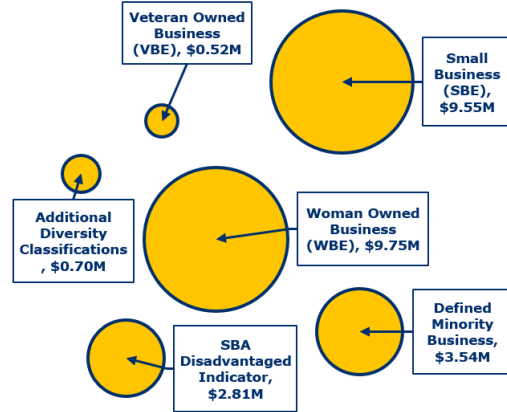 Veteran Owned
Business
(VBE), $0.52M
Small
Business
(SBE),
$9.55M
Additional
Diversity
Classifications
, $0.70M
Woman Owned
Business
(WBE), $9.75M
SBA
Disadvantaged
Indicator,
$2.81M
Defined
Minority
Business,
$3.54M